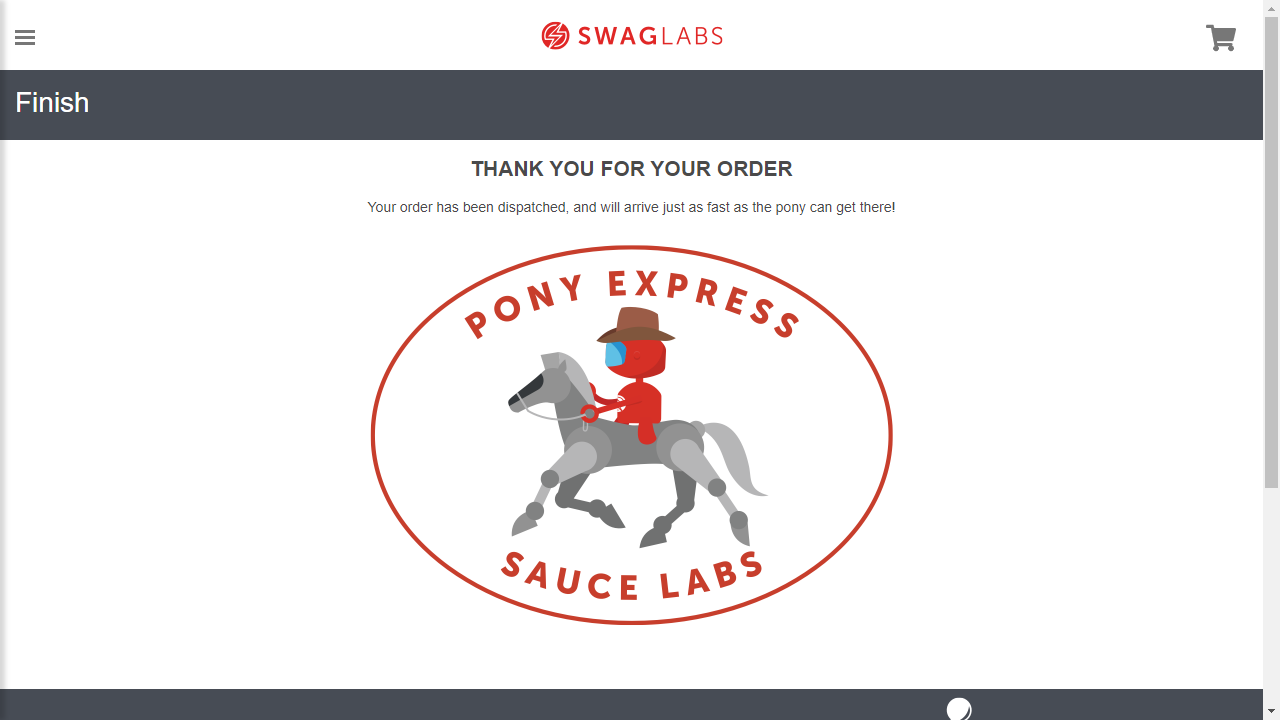 SWAGLABS
Finish
THANK YOU FOR YOUR ORDER
Your order has been dispatched, and will arrive just as fast as the pony can get there!
PONY EXPRESS
SAUCE LABS